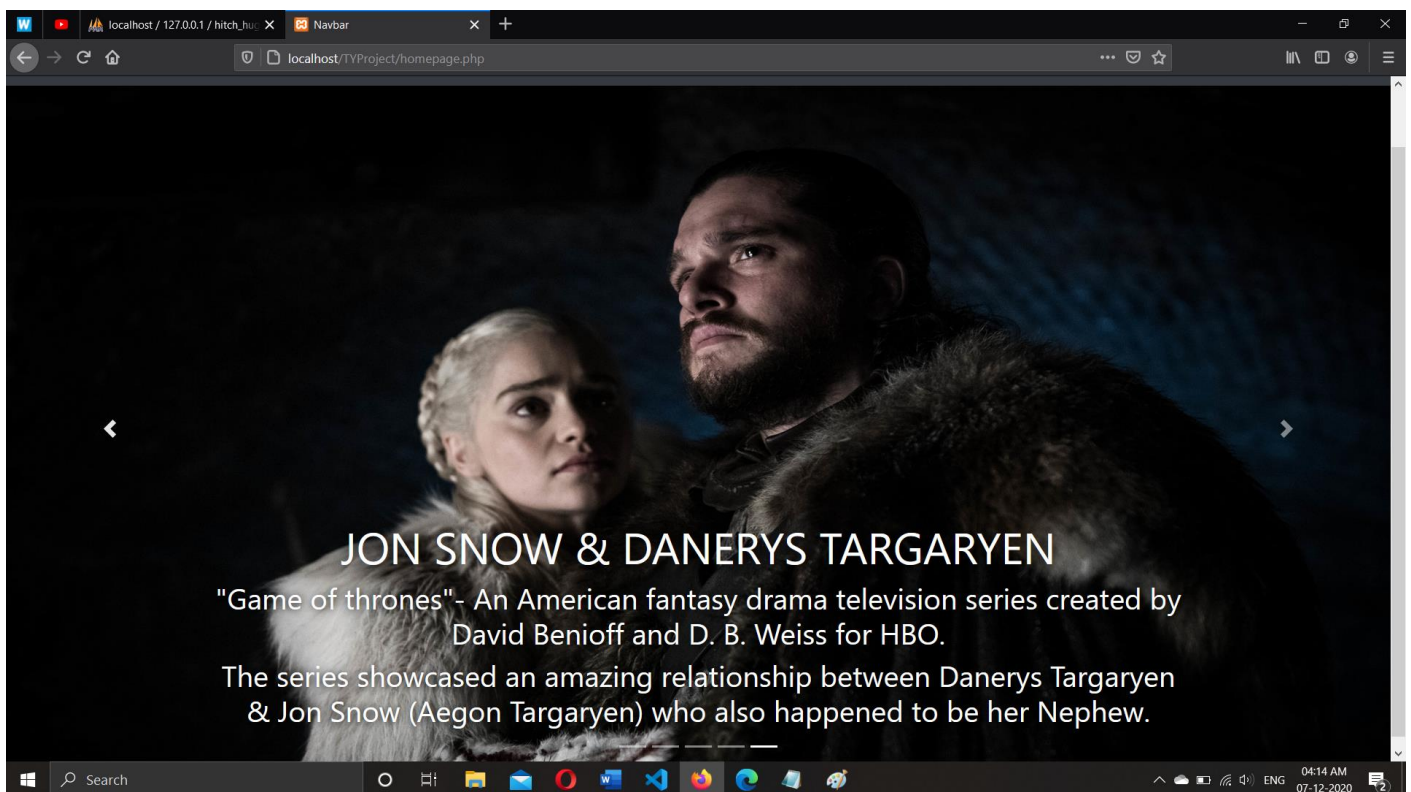 localhost / 127.0.0.1 / hitch_hug
Navbar
localhost/TYProject/homepage.php
JON SNOW & DANERYS TARGARYEN
"Game of thrones"- An American fantasy drama television series created by
David Benioff and D. B. Weiss for HBO.
The series showcased an amazing relationship between Danerys Targaryen
& Jon Snow (Aegon Targaryen) who also happened to be her Nephew.
Search
ENG
04:14 AM
07-12-2020
2